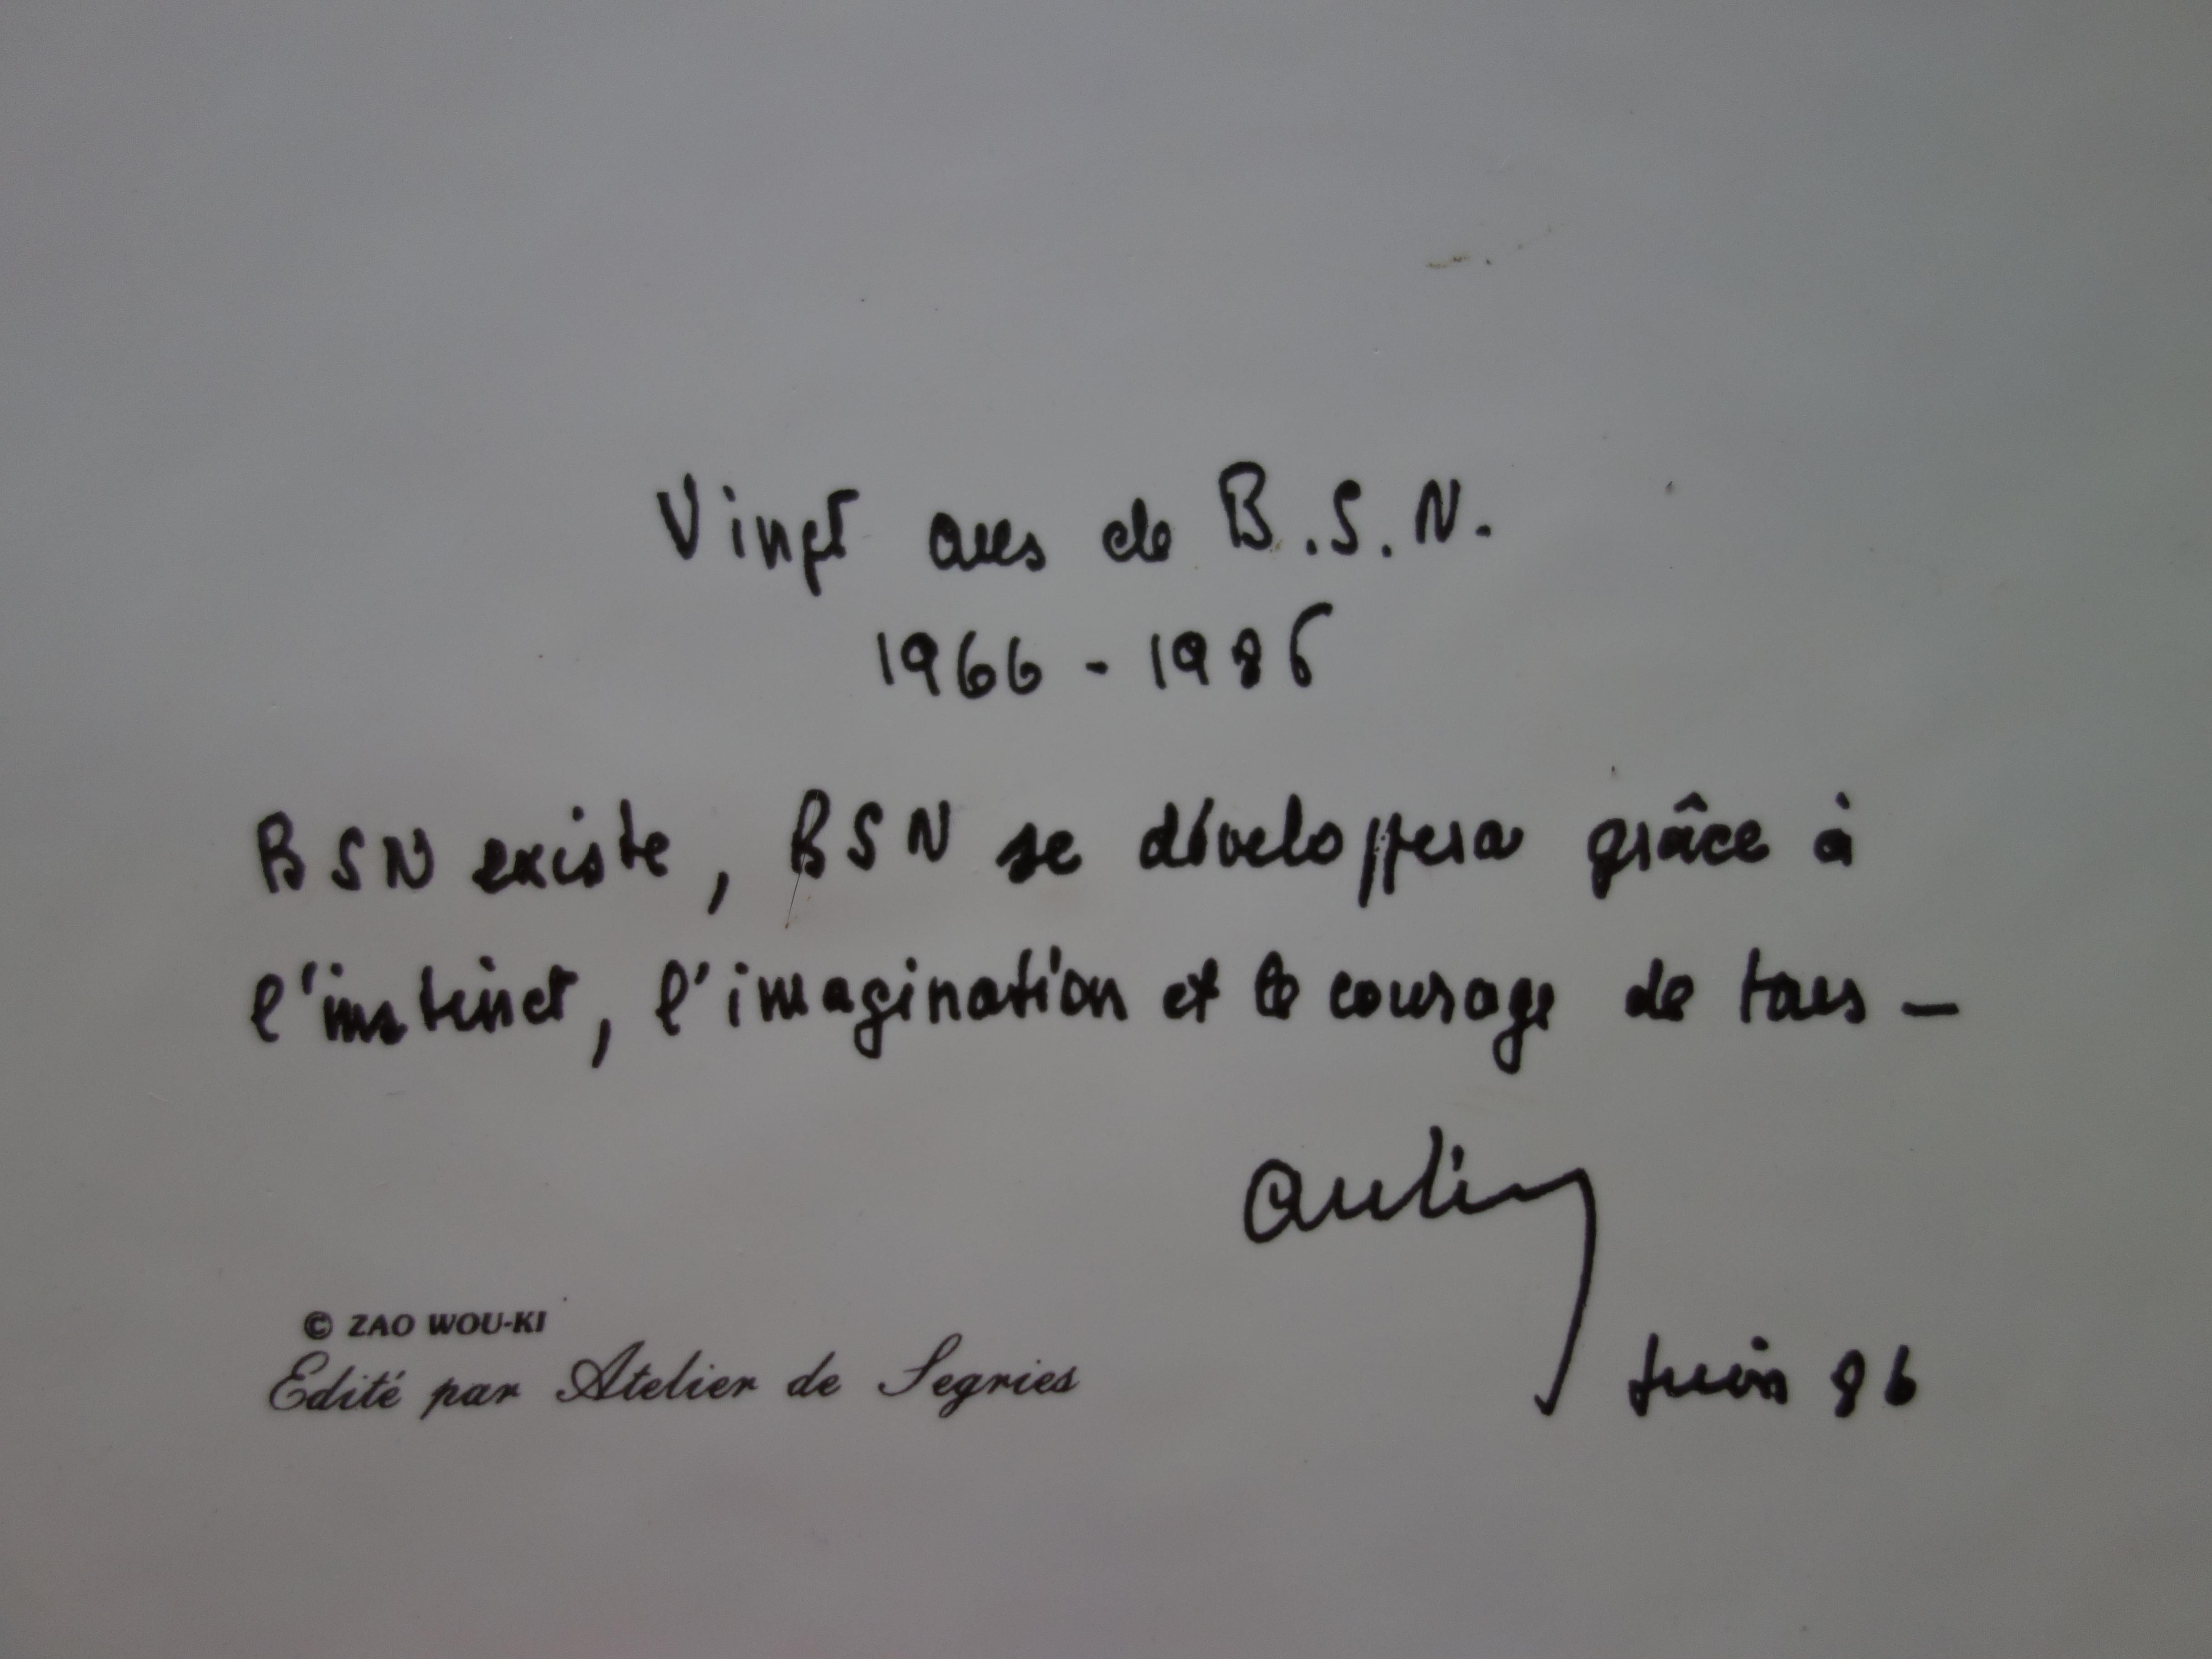 Vingt ans de B.S.N.
1966 - 1986
BSN existe, BSN se développera grâce à
l'instinct, l'imagination et le courage de tous -
Juin 86
© ZAO WOU-KI
Edité par Atelier de Segries